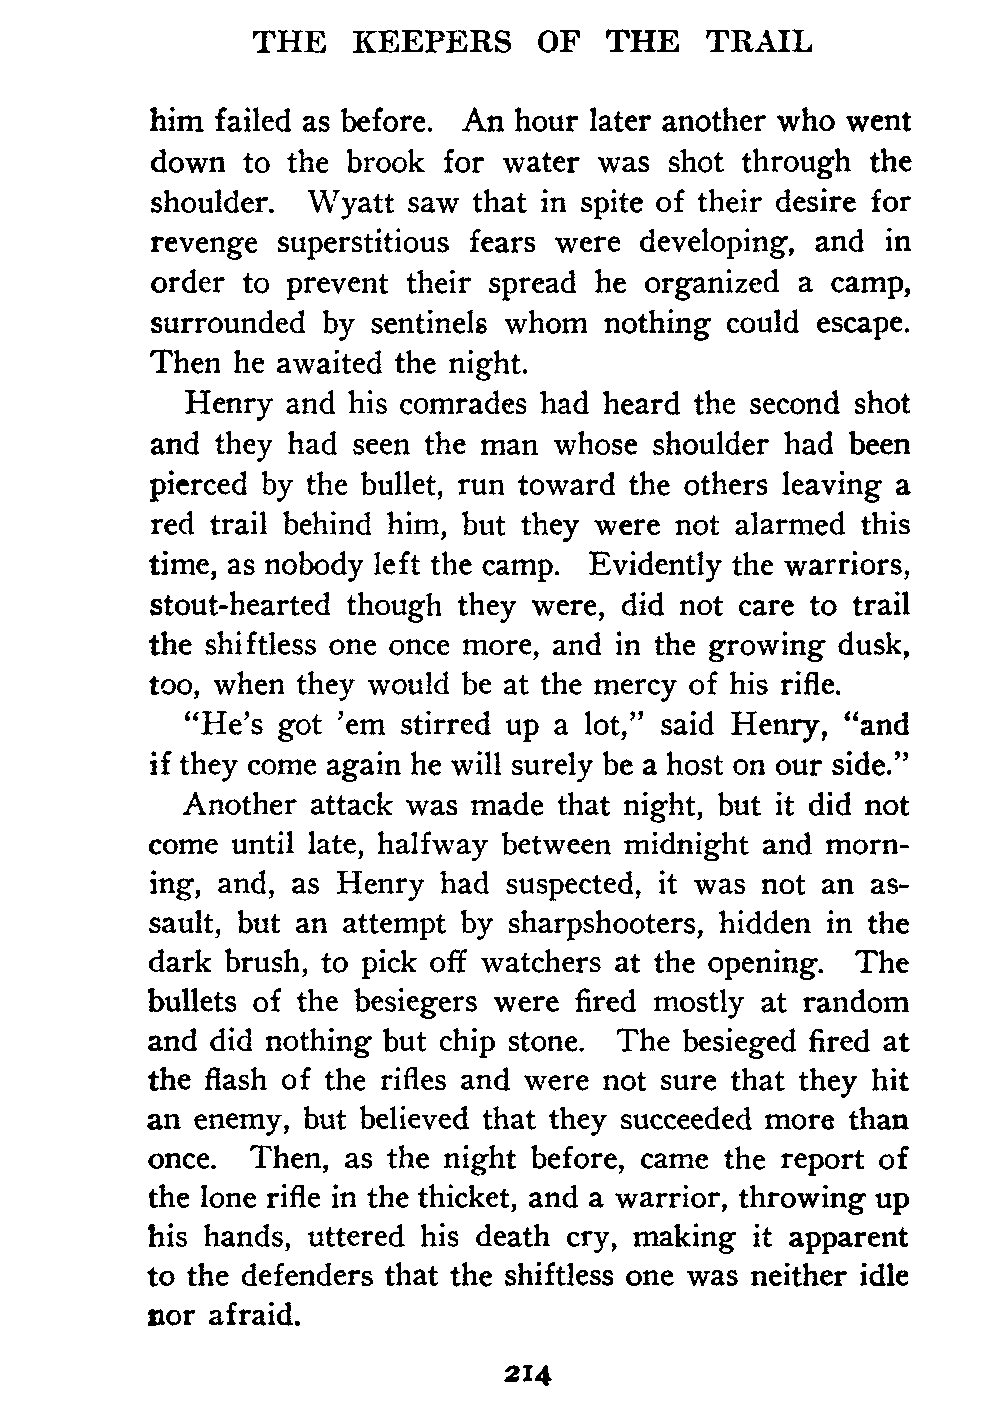 THE KEEPERS OF THE TRAIL
him failed as before. An hour later another who went
down to the brook for water was shot through the
shoulder. Wyatt saw that in spite of their desire for
revenge superstitious fears were developing, and in
order to prevent their spread he organized a camp,
surrounded by sentinels whom nothing could escape.
Then he awaited the night.
Henry and his comrades had heard the second shot
and they had seen the man whose shoulder had been
pierced by the bullet, run toward the others leaving a
red trail behind him, but they were not alarmed this
time, as nobody left the camp. Evidently the warriors,
stout-hearted though they were, did not care to trail
the shiftless one once more, and in the growing dusk,
too, when they would be at the mercy of his rifle.
“He’s got ’em stirred up a lot,” said Henry, “and
if they come again he will surely be a host on our side.”
Another attack was made that night, but it did not
come until late, halfway between midnight and morn-
ing, and, as Henry had suspected, it was not an as-
sault, but an attempt by sharpshooters, hidden in the
dark brush, to pick off watchers at the opening. The
bullets of the besiegers were fired mostly at random
and did nothing but chip stone. The besieged fired at
the flash of the rifles and were not sure that they hit
an enemy, but believed that they succeeded more than
once. Then, as the night before, came the report of
the lone rifle in the thicket, and a warrior, throwing up
his hands, uttered his death cry, making it apparent
to the defenders that the shiftless one was neither idle
nor afraid.
214